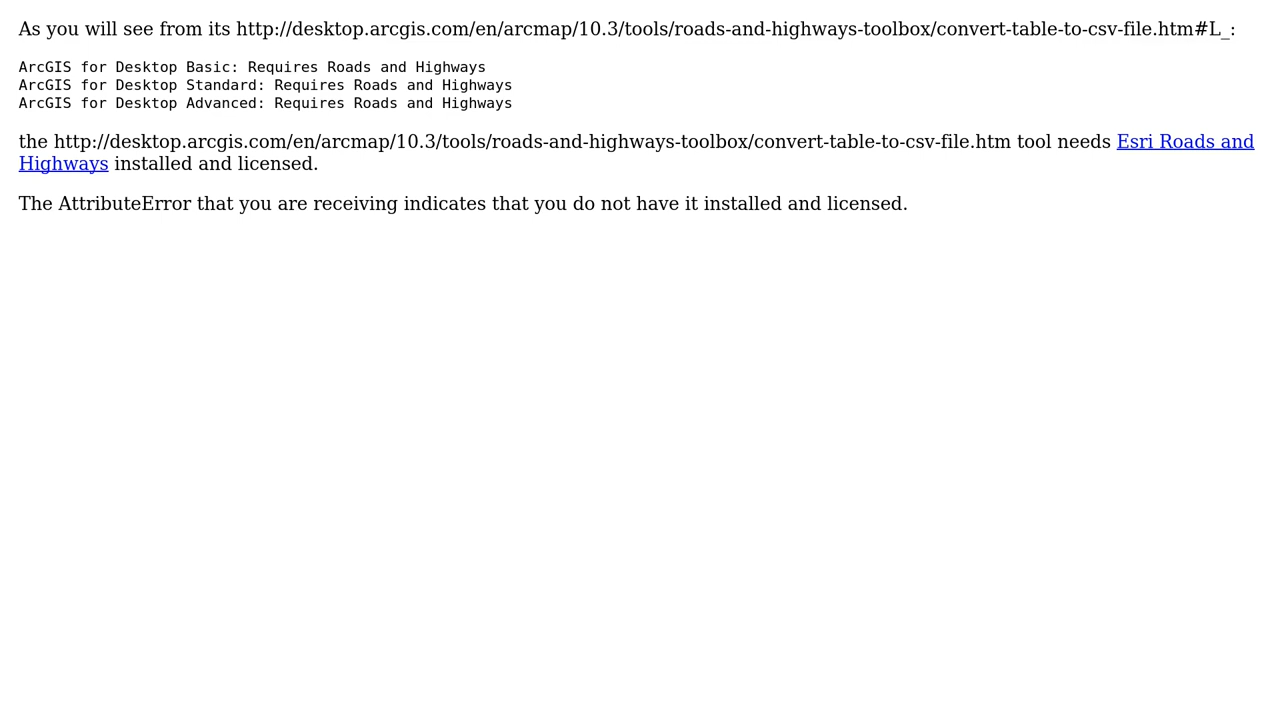 As you will see from its http://desktop.arcgis.com/en/arcmap/10.3/tools/roads-and-highways-toolbox/convert-table-to-csv-file.htm#L_:
ArcGIS for Desktop Basic: Requires Roads and Highways
ArcGIS for Desktop Standard: Requires Roads and Highways
ArcGIS for Desktop Advanced: Requires Roads and Highways
the http://desktop.arcgis.com/en/arcmap/10.3/tools/roads-and-highways-toolbox/convert-table-to-csv-file.htm tool needs Esri Roads and
Highways installed and licensed.
The AttributeError that you are receiving indicates that you do not have it installed and licensed.